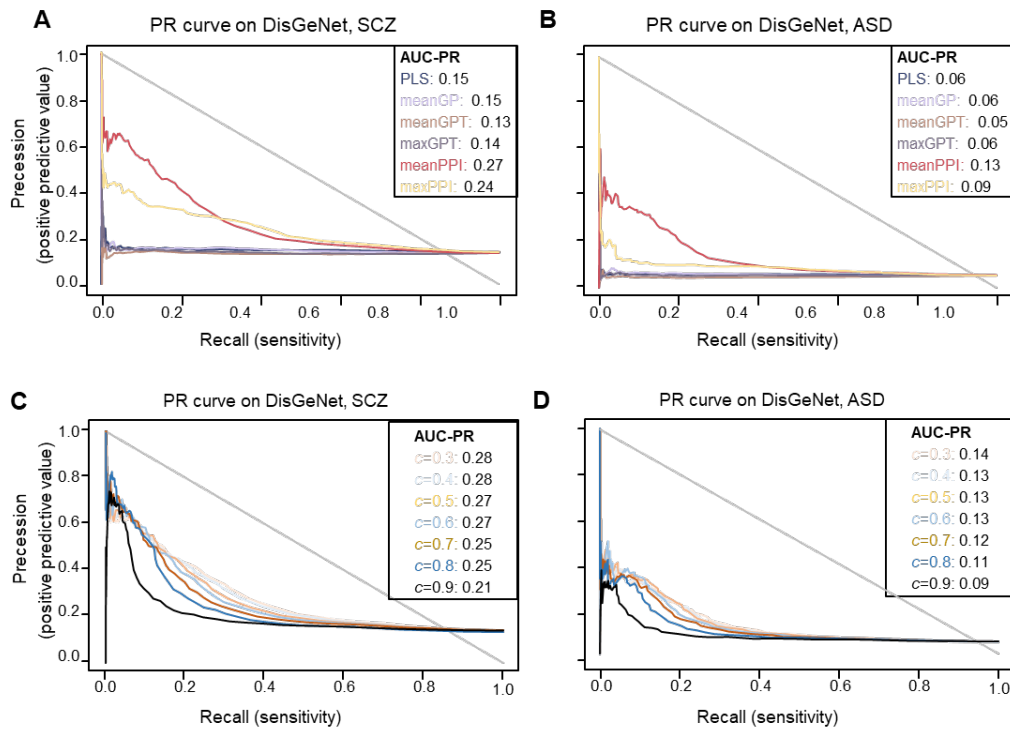 A
PR curve on DisGeNet, SCZ
Precession
(positive predictive value)
1.0
0.8
0.6
0.4
0.2
0.0
AUC-PR
PLS: 0.15
meanGP: 0.15
meanGPT: 0.13
maxGPT: 0.14
meanPPI: 0.27
maxPPI: 0.24
0.0 0.2 0.4 0.6 0.8 1.0
Recall (sensitivity)
B
PR curve on DisGeNet, ASD
AUC-PR
PLS: 0.06
meanGP: 0.06
meanGPT: 0.05
maxGPT: 0.06
meanPPI: 0.13
maxPPI: 0.09
0.0 0.2 0.4 0.6 0.8 1.0
Recall (sensitivity)
C
PR curve on DisGeNet, SCZ
Precession
(positive predictive value)
1.0
0.8
0.6
0.4
0.2
0.0
AUC-PR
c=0.3: 0.28
c=0.4: 0.28
c=0.5: 0.27
c=0.6: 0.27
c=0.7: 0.25
c=0.8: 0.25
c=0.9: 0.21
0.0 0.2 0.4 0.6 0.8 1.0
Recall (sensitivity)
D
PR curve on DisGeNet, ASD
AUC-PR
c=0.3: 0.14
c=0.4: 0.13
c=0.5: 0.13
c=0.6: 0.13
c=0.7: 0.12
c=0.8: 0.11
c=0.9: 0.09
0.0 0.2 0.4 0.6 0.8 1.0
Recall (sensitivity)